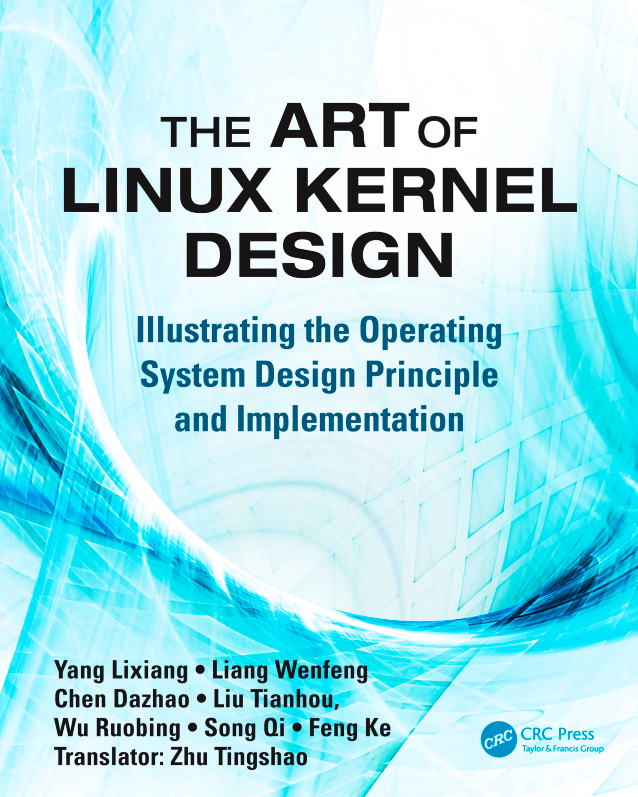 THE ART OF
LINUX KERNEL
DESIGN
Illustrating the Operating
System Design Principle
and Implementation
Yang Lixiang • Liang Wenfeng
Chen Dazhao • Liu Tianhou,
Wu Ruobing • Song Qi • Feng Ke
Translator: Zhu Tingshao
CRC CRC Press
Taylor & Francis Group